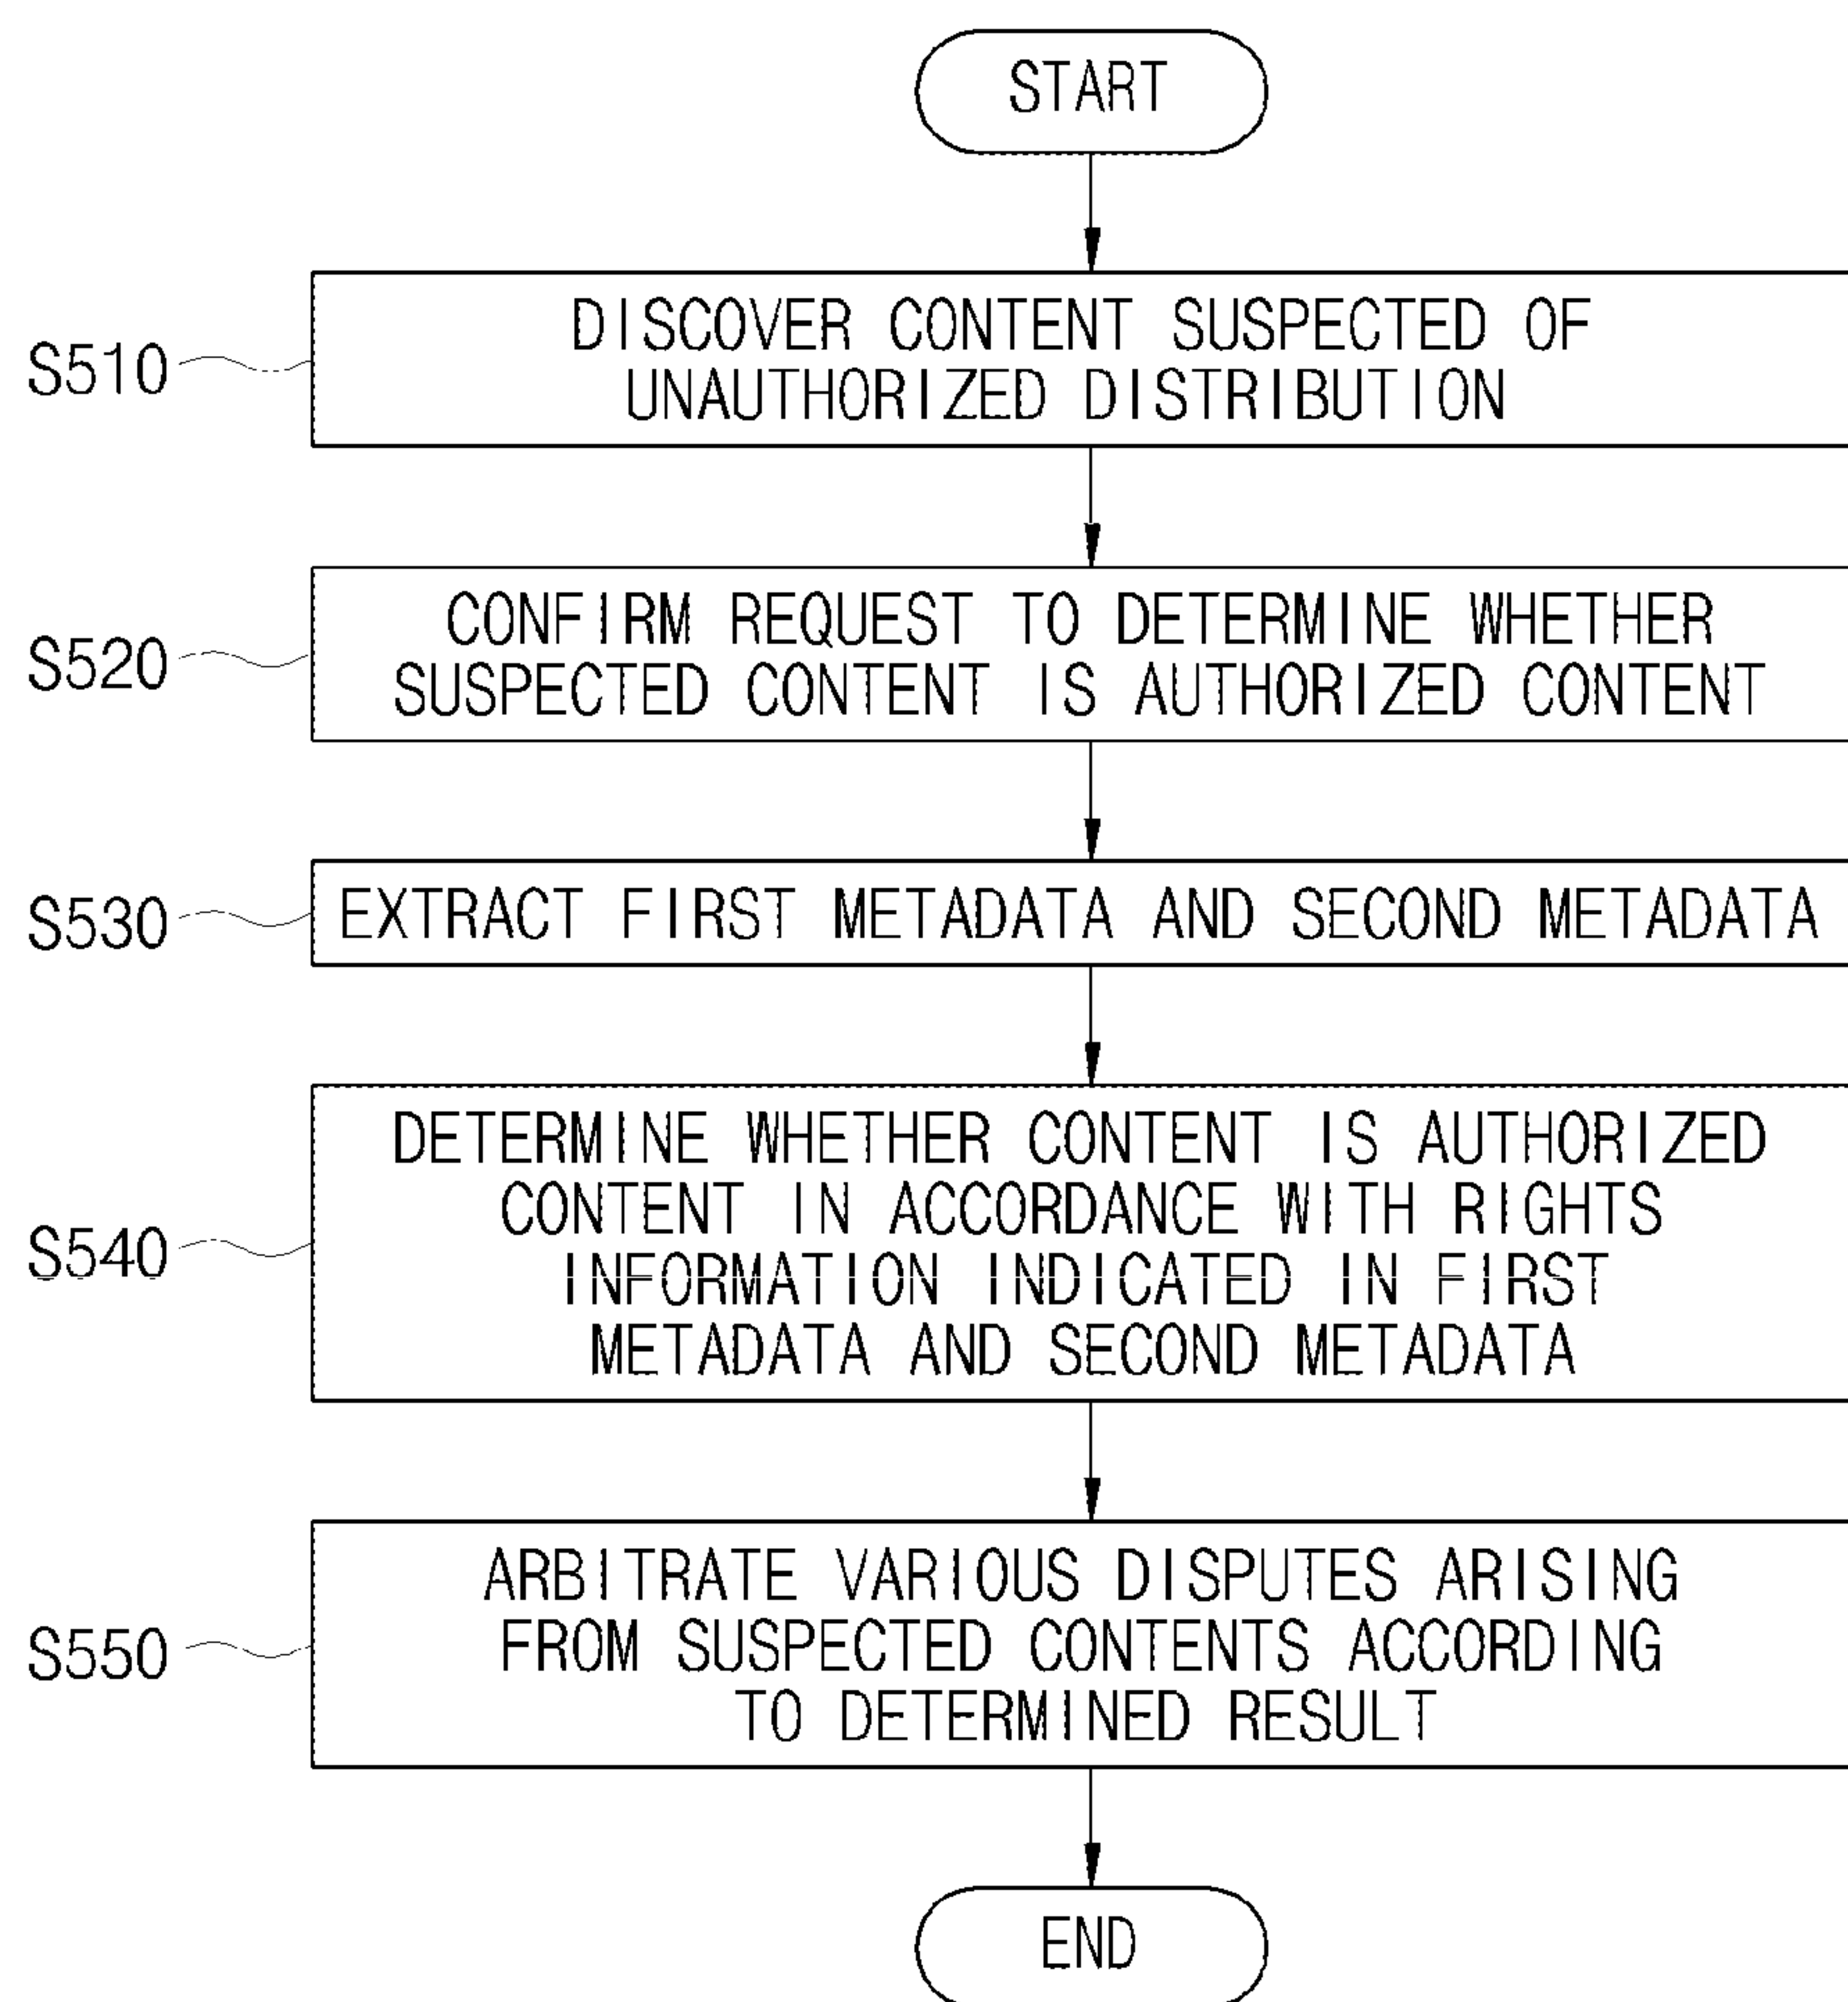 START
DISCOVER CONTENT SUSPECTED OF
UNAUTHORIZED DISTRIBUTION
S510
CONFIRM REQUEST TO DETERMINE WHETHER
SUSPECTED CONTENT IS AUTHORIZED CONTENT
S520
EXTRACT FIRST METADATA AND SECOND METADATA
S530
DETERMINE WHETHER CONTENT IS AUTHORIZED
CONTENT IN ACCORDANCE WITH RIGHTS
INFORMATION INDICATED IN FIRST
METADATA AND SECOND METADATA
S540
ARBITRATE VARIOUS DISPUTES ARISING
FROM SUSPECTED CONTENTS ACCORDING
TO DETERMINED RESULT
S550
END